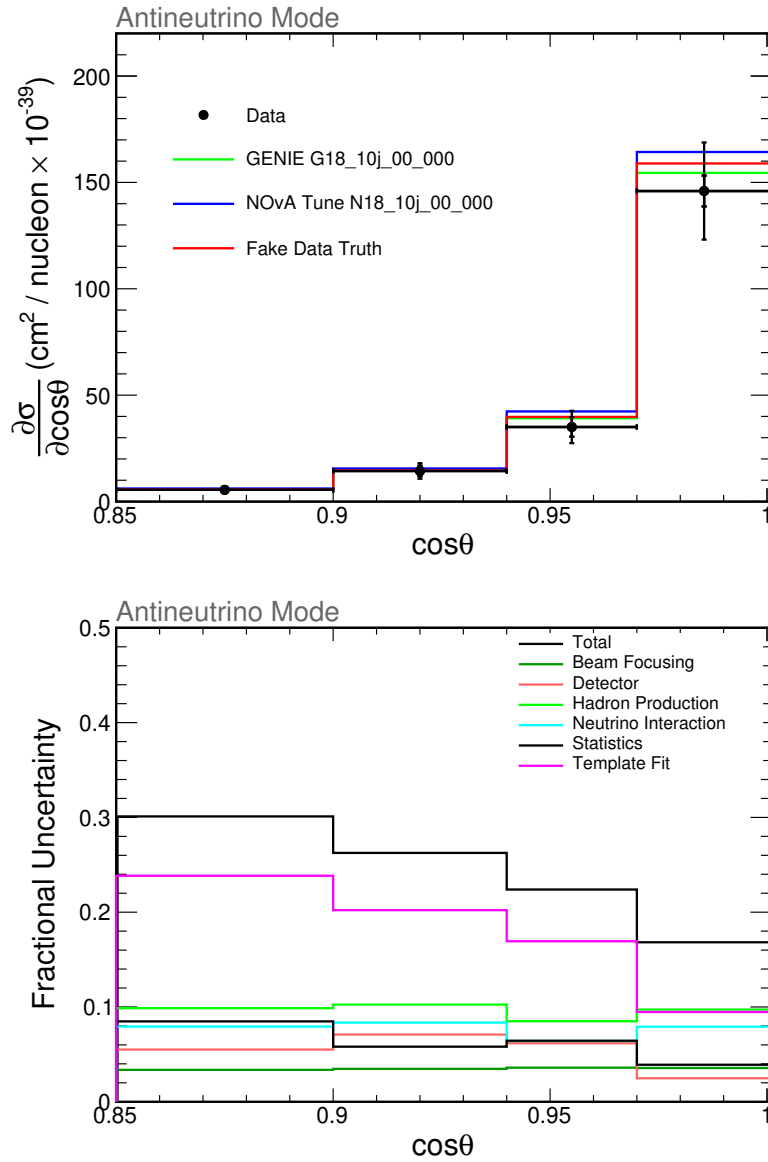 Antineutrino Mode
∂σ/∂cosθ (cm² / nucleon × 10⁻³⁹)
200
150
100
50
0
Data
GENIE G18_10j_00_000
NOvA Tune N18_10j_00_000
Fake Data Truth
0.85 0.9 0.95 1
cosθ
Antineutrino Mode
Fractional Uncertainty
0.5
0.4
0.3
0.2
0.1
0
Total
Beam Focusing
Detector
Hadron Production
Neutrino Interaction
Statistics
Template Fit
0.85 0.9 0.95 1
cosθ